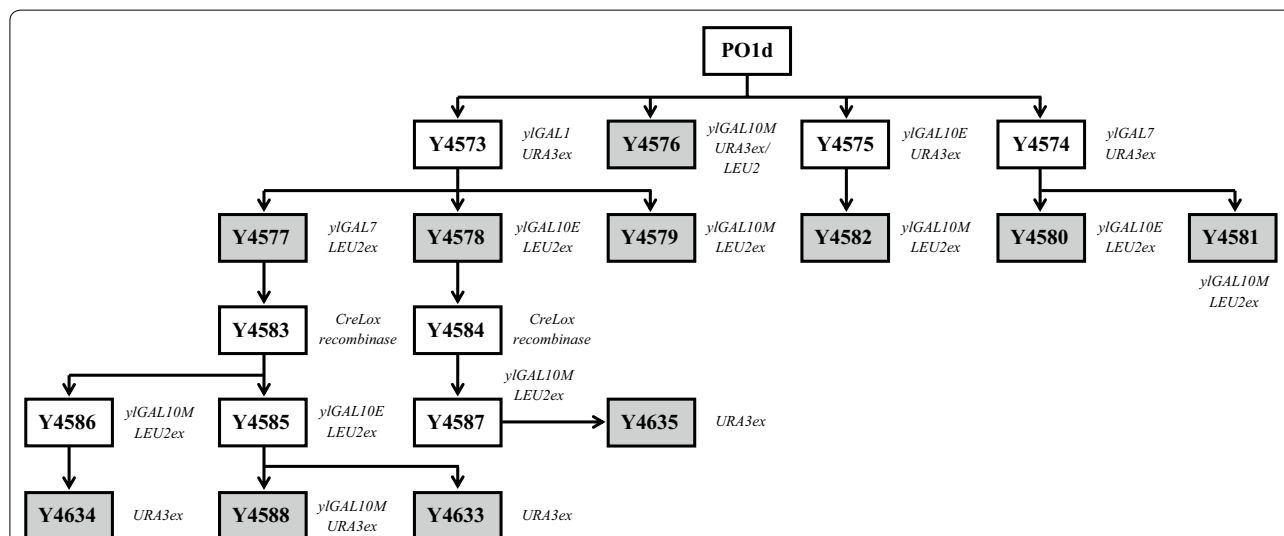 PO1d
Y4573
ylGAL1
URA3ex
Y4576
ylGAL10M
URA3ex/
LEU2
Y4575
ylGAL10E
URA3ex
Y4574
ylGAL7
URA3ex
Y4577
ylGAL7
LEU2ex
Y4578
ylGAL10E
LEU2ex
Y4579
ylGAL10M
LEU2ex
Y4582
ylGAL10M
LEU2ex
Y4580
ylGAL10E
LEU2ex
Y4581
ylGAL10M
LEU2ex
Y4583
CreLox
recombinase
Y4584
CreLox
recombinase
Y4586
ylGAL10M
LEU2ex
Y4585
ylGAL10E
LEU2ex
Y4587
ylGAL10M
LEU2ex
Y4635
URA3ex
Y4634
URA3ex
Y4588
ylGAL10M
URA3ex
Y4633
URA3ex